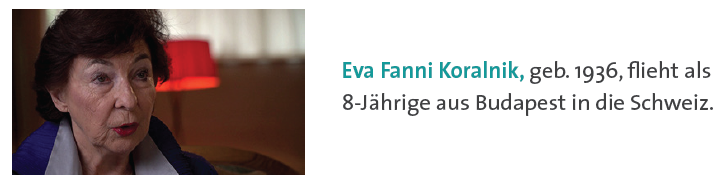 Eva Fanni Koralnik, geb. 1936, flieht als
8-Jährige aus Budapest in die Schweiz.